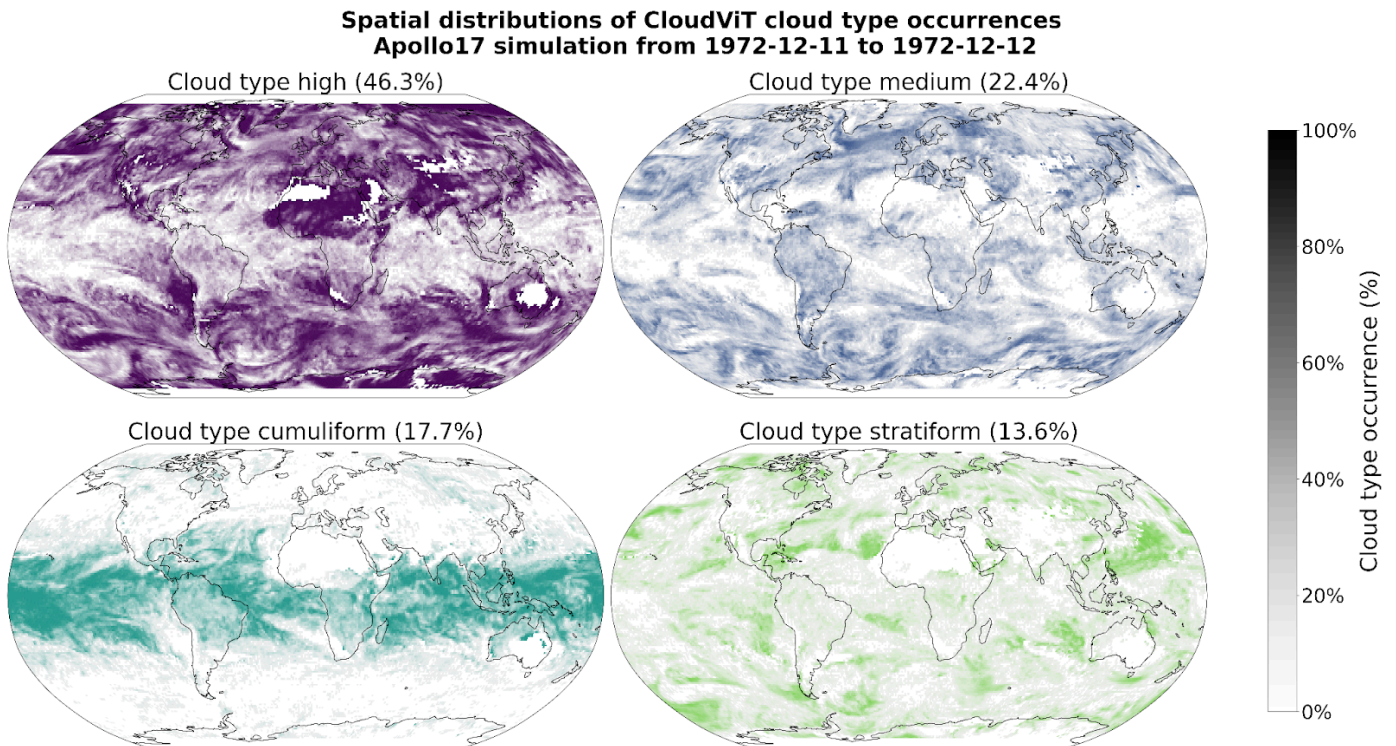 Spatial distributions of CloudViT cloud type occurrences
Apollo17 simulation from 1972-12-11 to 1972-12-12
Cloud type high (46.3%)
Cloud type medium (22.4%)
Cloud type cumuliform (17.7%)
Cloud type stratiform (13.6%)
100%
80%
60%
40%
20%
0%
Cloud type occurrence (%)